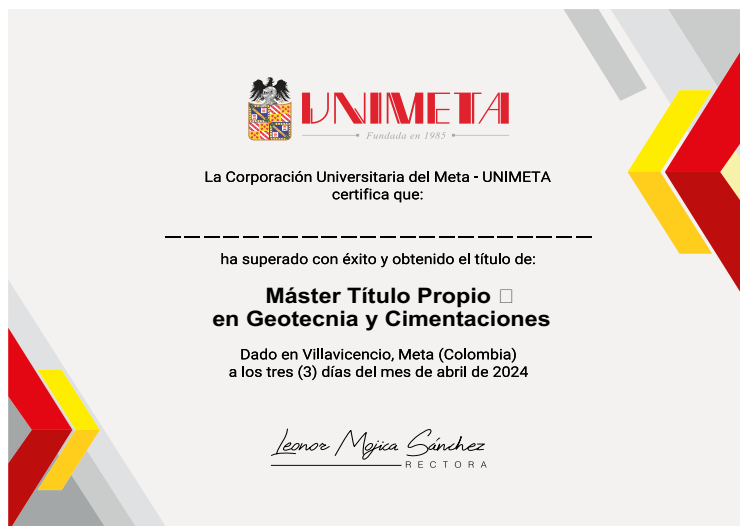 UNIMETA
Fundada en 1985
La Corporación Universitaria del Meta - UNIMETA
certifica que:
ha superado con éxito y obtenido el título de:
Máster Título Propio □
en Geotecnia y Cimentaciones
Dado en Villavicencio, Meta (Colombia)
a los tres (3) días del mes de abril de 2024
Leonor Mojica Sánchez
RECTORA